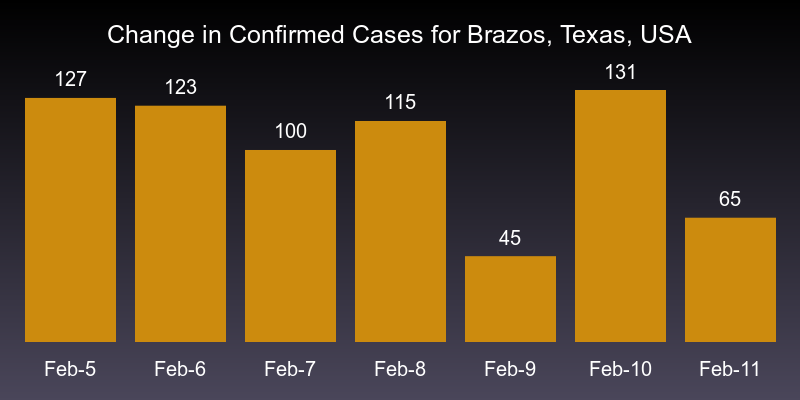 Change in Confirmed Cases for Brazos, Texas, USA
127
123
100
115
45
131
65
Feb-5
Feb-6
Feb-7
Feb-8
Feb-9
Feb-10
Feb-11